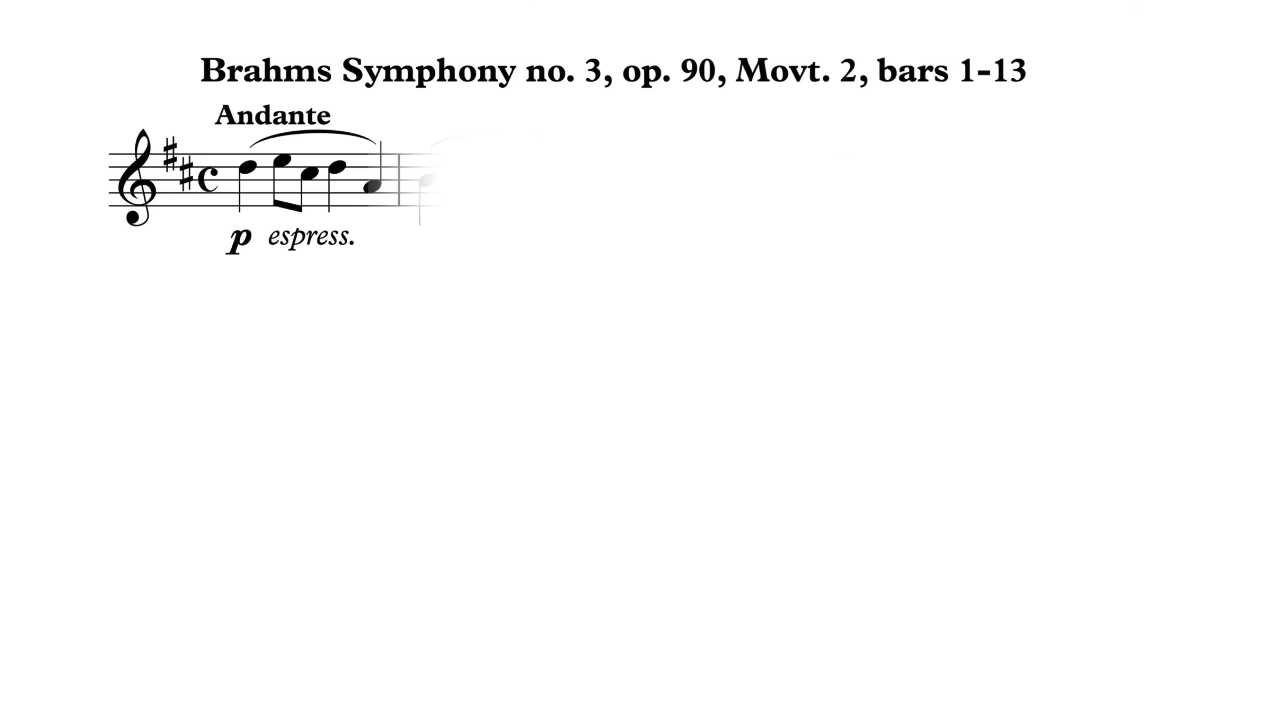 Brahms Symphony no. 3, op. 90, Movt. 2, bars 1-13
Andante
p espress.